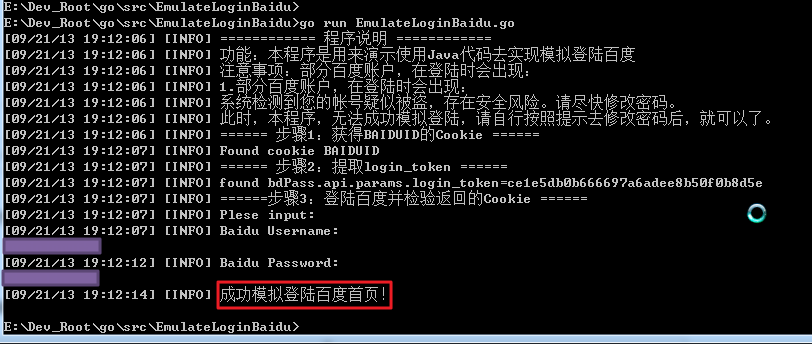 E:\Dev_Root\go\src\EmulateLoginBaidu>
E:\Dev_Root\go\src\EmulateLoginBaidu>go run EmulateLoginBaidu.go
[09/21/13 19:12:06] [INFO] ============ 程序说明 ============
[09/21/13 19:12:06] [INFO] 功能：本程序是用来演示使用Java代码去实现模拟登陆百度
[09/21/13 19:12:06] [INFO] 注意事项：部分百度账户，在登陆时会出现：
[09/21/13 19:12:06] [INFO] 1.部分百度账户，在登陆时会出现：
[09/21/13 19:12:06] [INFO] 系统检测到您的帐号疑似被盗，存在安全风险。请尽快修改密码。
[09/21/13 19:12:06] [INFO] 此时，本程序，无法成功模拟登陆，请自行按照提示去修改密码后，就可以了。
[09/21/13 19:12:06] [INFO] ====== 步骤1：获得BAIDUID的Cookie ======
[09/21/13 19:12:07] [INFO] Found cookie BAIDUID
[09/21/13 19:12:07] [INFO] ====== 步骤2：提取login_token ======
[09/21/13 19:12:07] [INFO] found bdPass.api.params.login_token=ce1e5db0b666697a6adee8b50f0b8d5e
[09/21/13 19:12:07] [INFO] ======步骤3：登陆百度并检验返回的Cookie ======
[09/21/13 19:12:07] [INFO] Plese input:
[09/21/13 19:12:07] [INFO] Baidu Username:
[09/21/13 19:12:12] [INFO] Baidu Password:
[09/21/13 19:12:14] [INFO] 成功模拟登陆百度首页!
E:\Dev_Root\go\src\EmulateLoginBaidu>